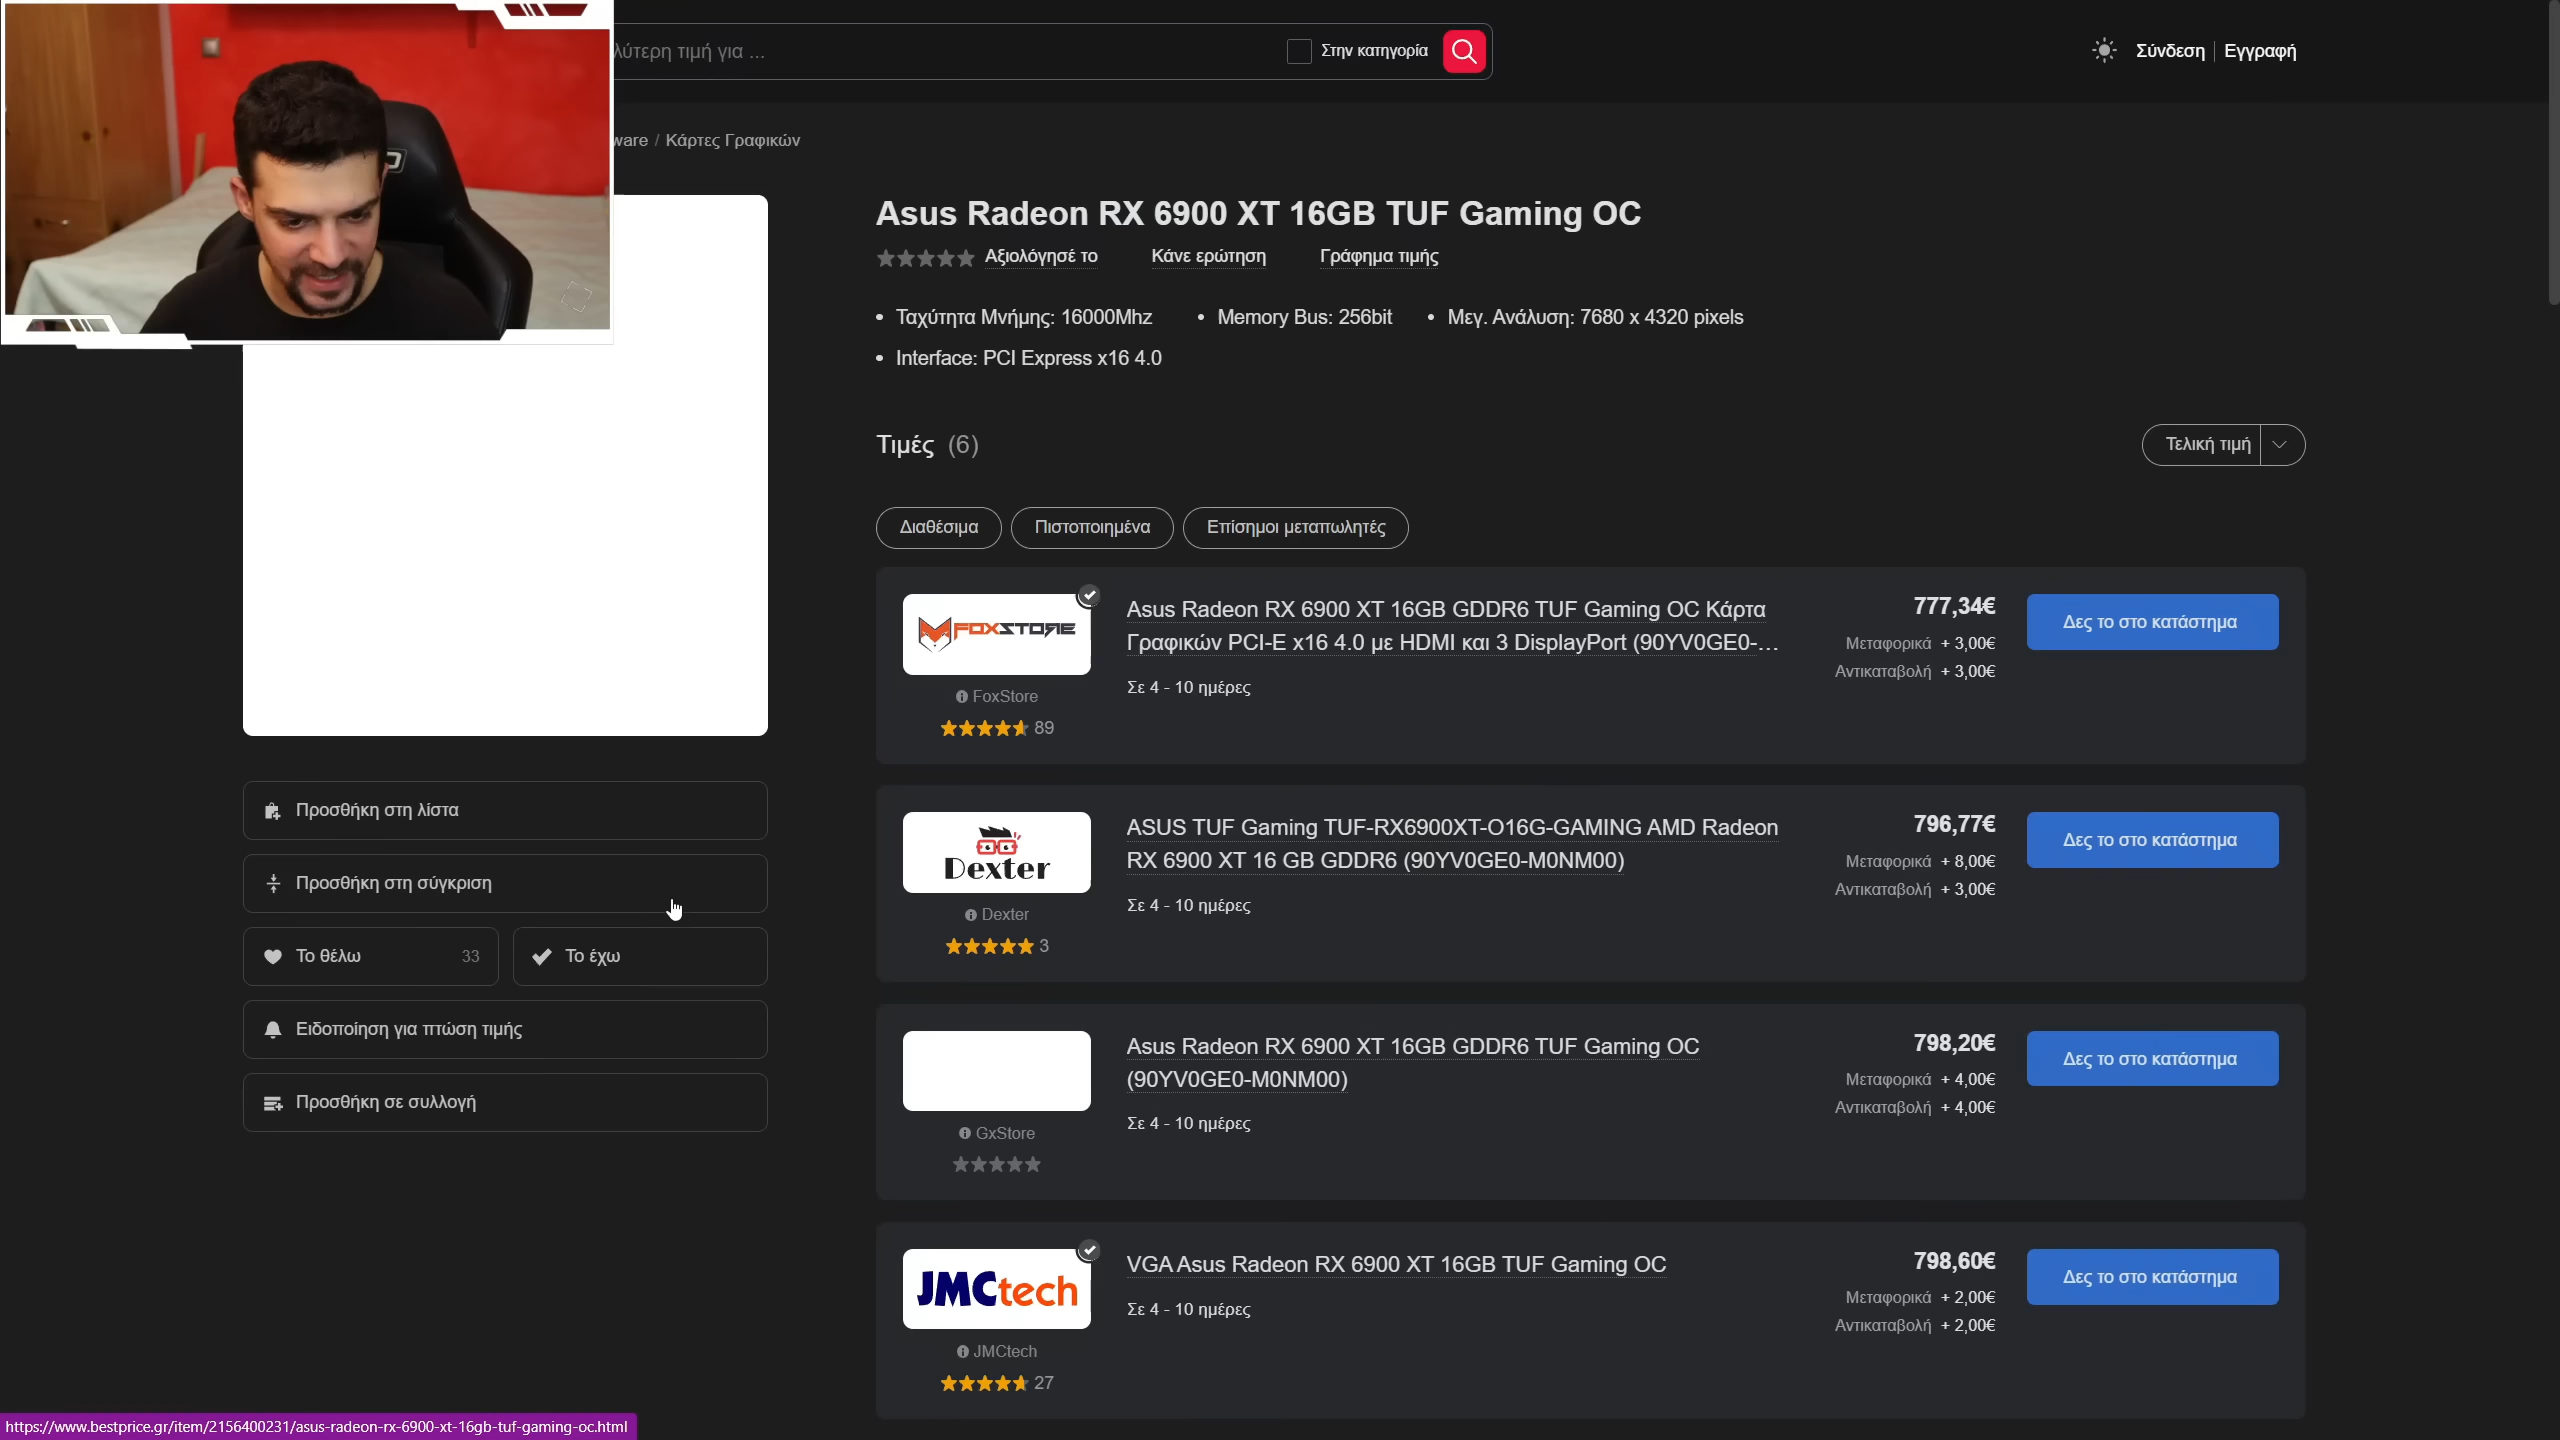 λύτερη τιμή για ...
Στην κατηγορία
Σύνδεση
Εγγραφή
ware / Κάρτες Γραφικών
Asus Radeon RX 6900 XT 16GB TUF Gaming OC
Αξιολόγησέ το
Κάνε ερώτηση
Γράφημα τιμής
• Ταχύτητα Μνήμης: 16000Mhz
• Memory Bus: 256bit
• Μεγ. Ανάλυση: 7680 x 4320 pixels
• Interface: PCI Express x16 4.0
Τιμές (6)
Τελική τιμή
Διαθέσιμα
Πιστοποιημένα
Επίσημοι μεταπωλητές
FOXSTORE
FoxStore
89
Asus Radeon RX 6900 XT 16GB GDDR6 TUF Gaming OC Κάρτα
Γραφικών PCI-E x16 4.0 με HDMI και 3 DisplayPort (90YV0GE0-...
Σε 4 - 10 ημέρες
777,34€
Μεταφορικά + 3,00€
Αντικαταβολή + 3,00€
Δες το στο κατάστημα
Dexter
Dexter
3
ASUS TUF Gaming TUF-RX6900XT-O16G-GAMING AMD Radeon
RX 6900 XT 16 GB GDDR6 (90YV0GE0-M0NM00)
Σε 4 - 10 ημέρες
796,77€
Μεταφορικά + 8,00€
Αντικαταβολή + 3,00€
Δες το στο κατάστημα
GxStore
Asus Radeon RX 6900 XT 16GB GDDR6 TUF Gaming OC
(90YV0GE0-M0NM00)
Σε 4 - 10 ημέρες
798,20€
Μεταφορικά + 4,00€
Αντικαταβολή + 4,00€
Δες το στο κατάστημα
JMCtech
JMCtech
27
VGA Asus Radeon RX 6900 XT 16GB TUF Gaming OC
Σε 4 - 10 ημέρες
798,60€
Μεταφορικά + 2,00€
Αντικαταβολή + 2,00€
Δες το στο κατάστημα
Προσθήκη στη λίστα
Προσθήκη στη σύγκριση
Το θέλω 33
Το έχω
Ειδοποίηση για πτώση τιμής
Προσθήκη σε συλλογή
https://www.bestprice.gr/item/2156400231/asus-radeon-rx-6900-xt-16gb-tuf-gaming-oc.html